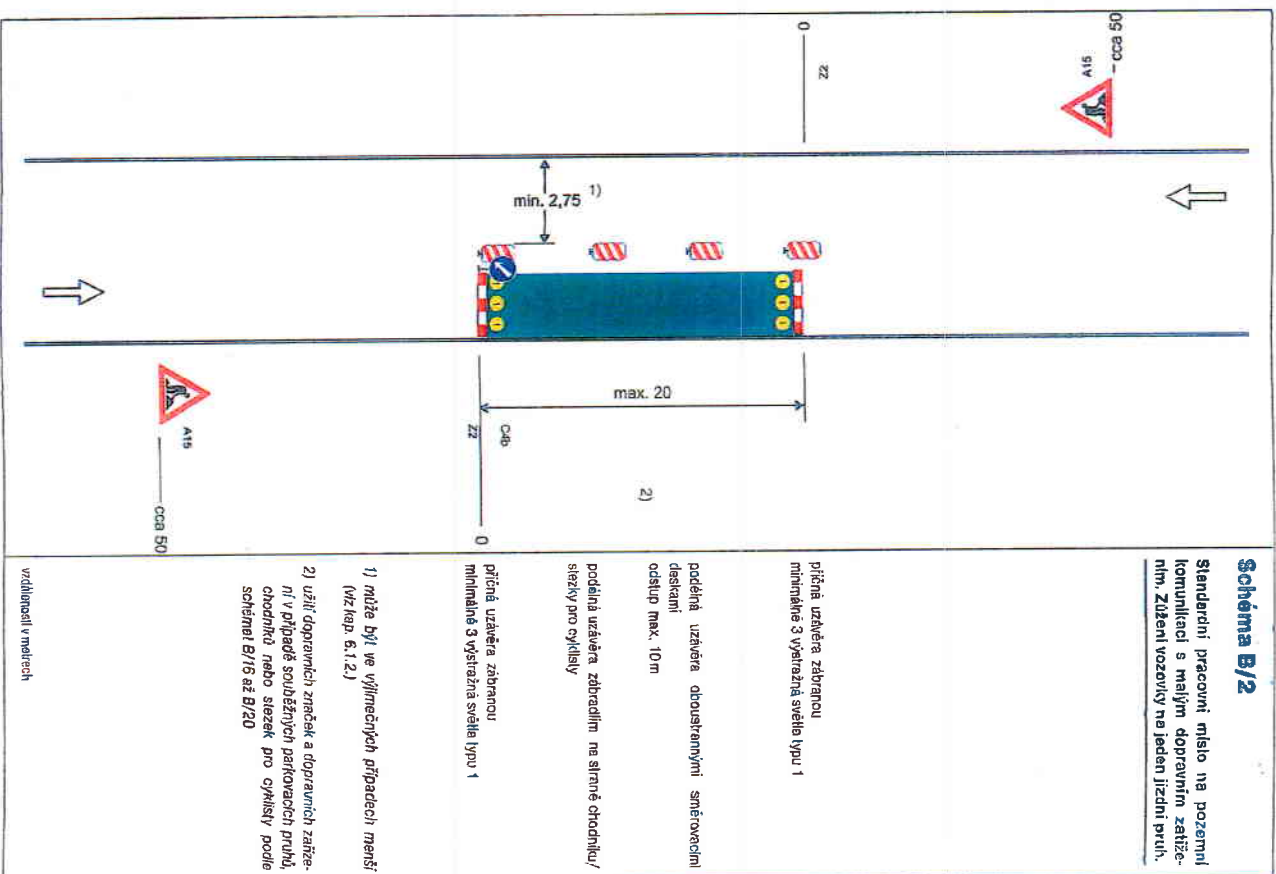 Schéma B/2
Standardní pracovní místo na pozemní
komunikaci s malým dopravním zatíže-
ním. Zúžení vozovky na jeden jízdní pruh.
příčná uzávěra zábranou
minimálně 3 výstražná světla typu 1
podélná uzávěra oboustrannými směrovacími
deskami
odstup max. 10 m
podélná uzávěra zábradlím na straně chodníku/
stezky pro cyklisty
příčná uzávěra zábranou
minimálně 3 výstražná světla typu 1
1) může být ve výjimečných případech menší
(viz kap. 6.1.2.)
2) užití dopravních značek a dopravních zaříze-
ní v případě souběžných parkovacích pruhů,
chodníků nebo stezek pro cyklisty podle
schémat B/16 až B/20
vzdálenosti v metrech
cca 50
A15
0
Z2
min. 2,75 1)
max. 20
2)
C4b
Z2
0
A15
cca 50